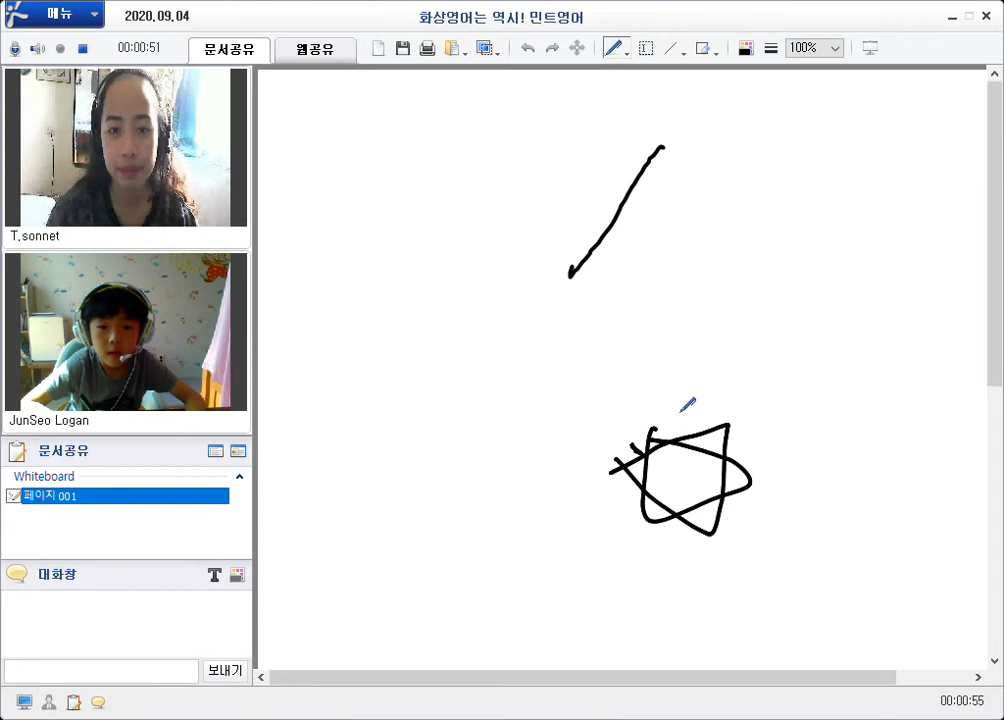 메뉴
2020.09.04
화상영어는 역시! 민트영어
00:00:51
문서공유
웹공유
100%
T.sonnet
JunSeo Logan
문서공유
Whiteboard
페이지 001
대화창
T
보내기
00:00:55